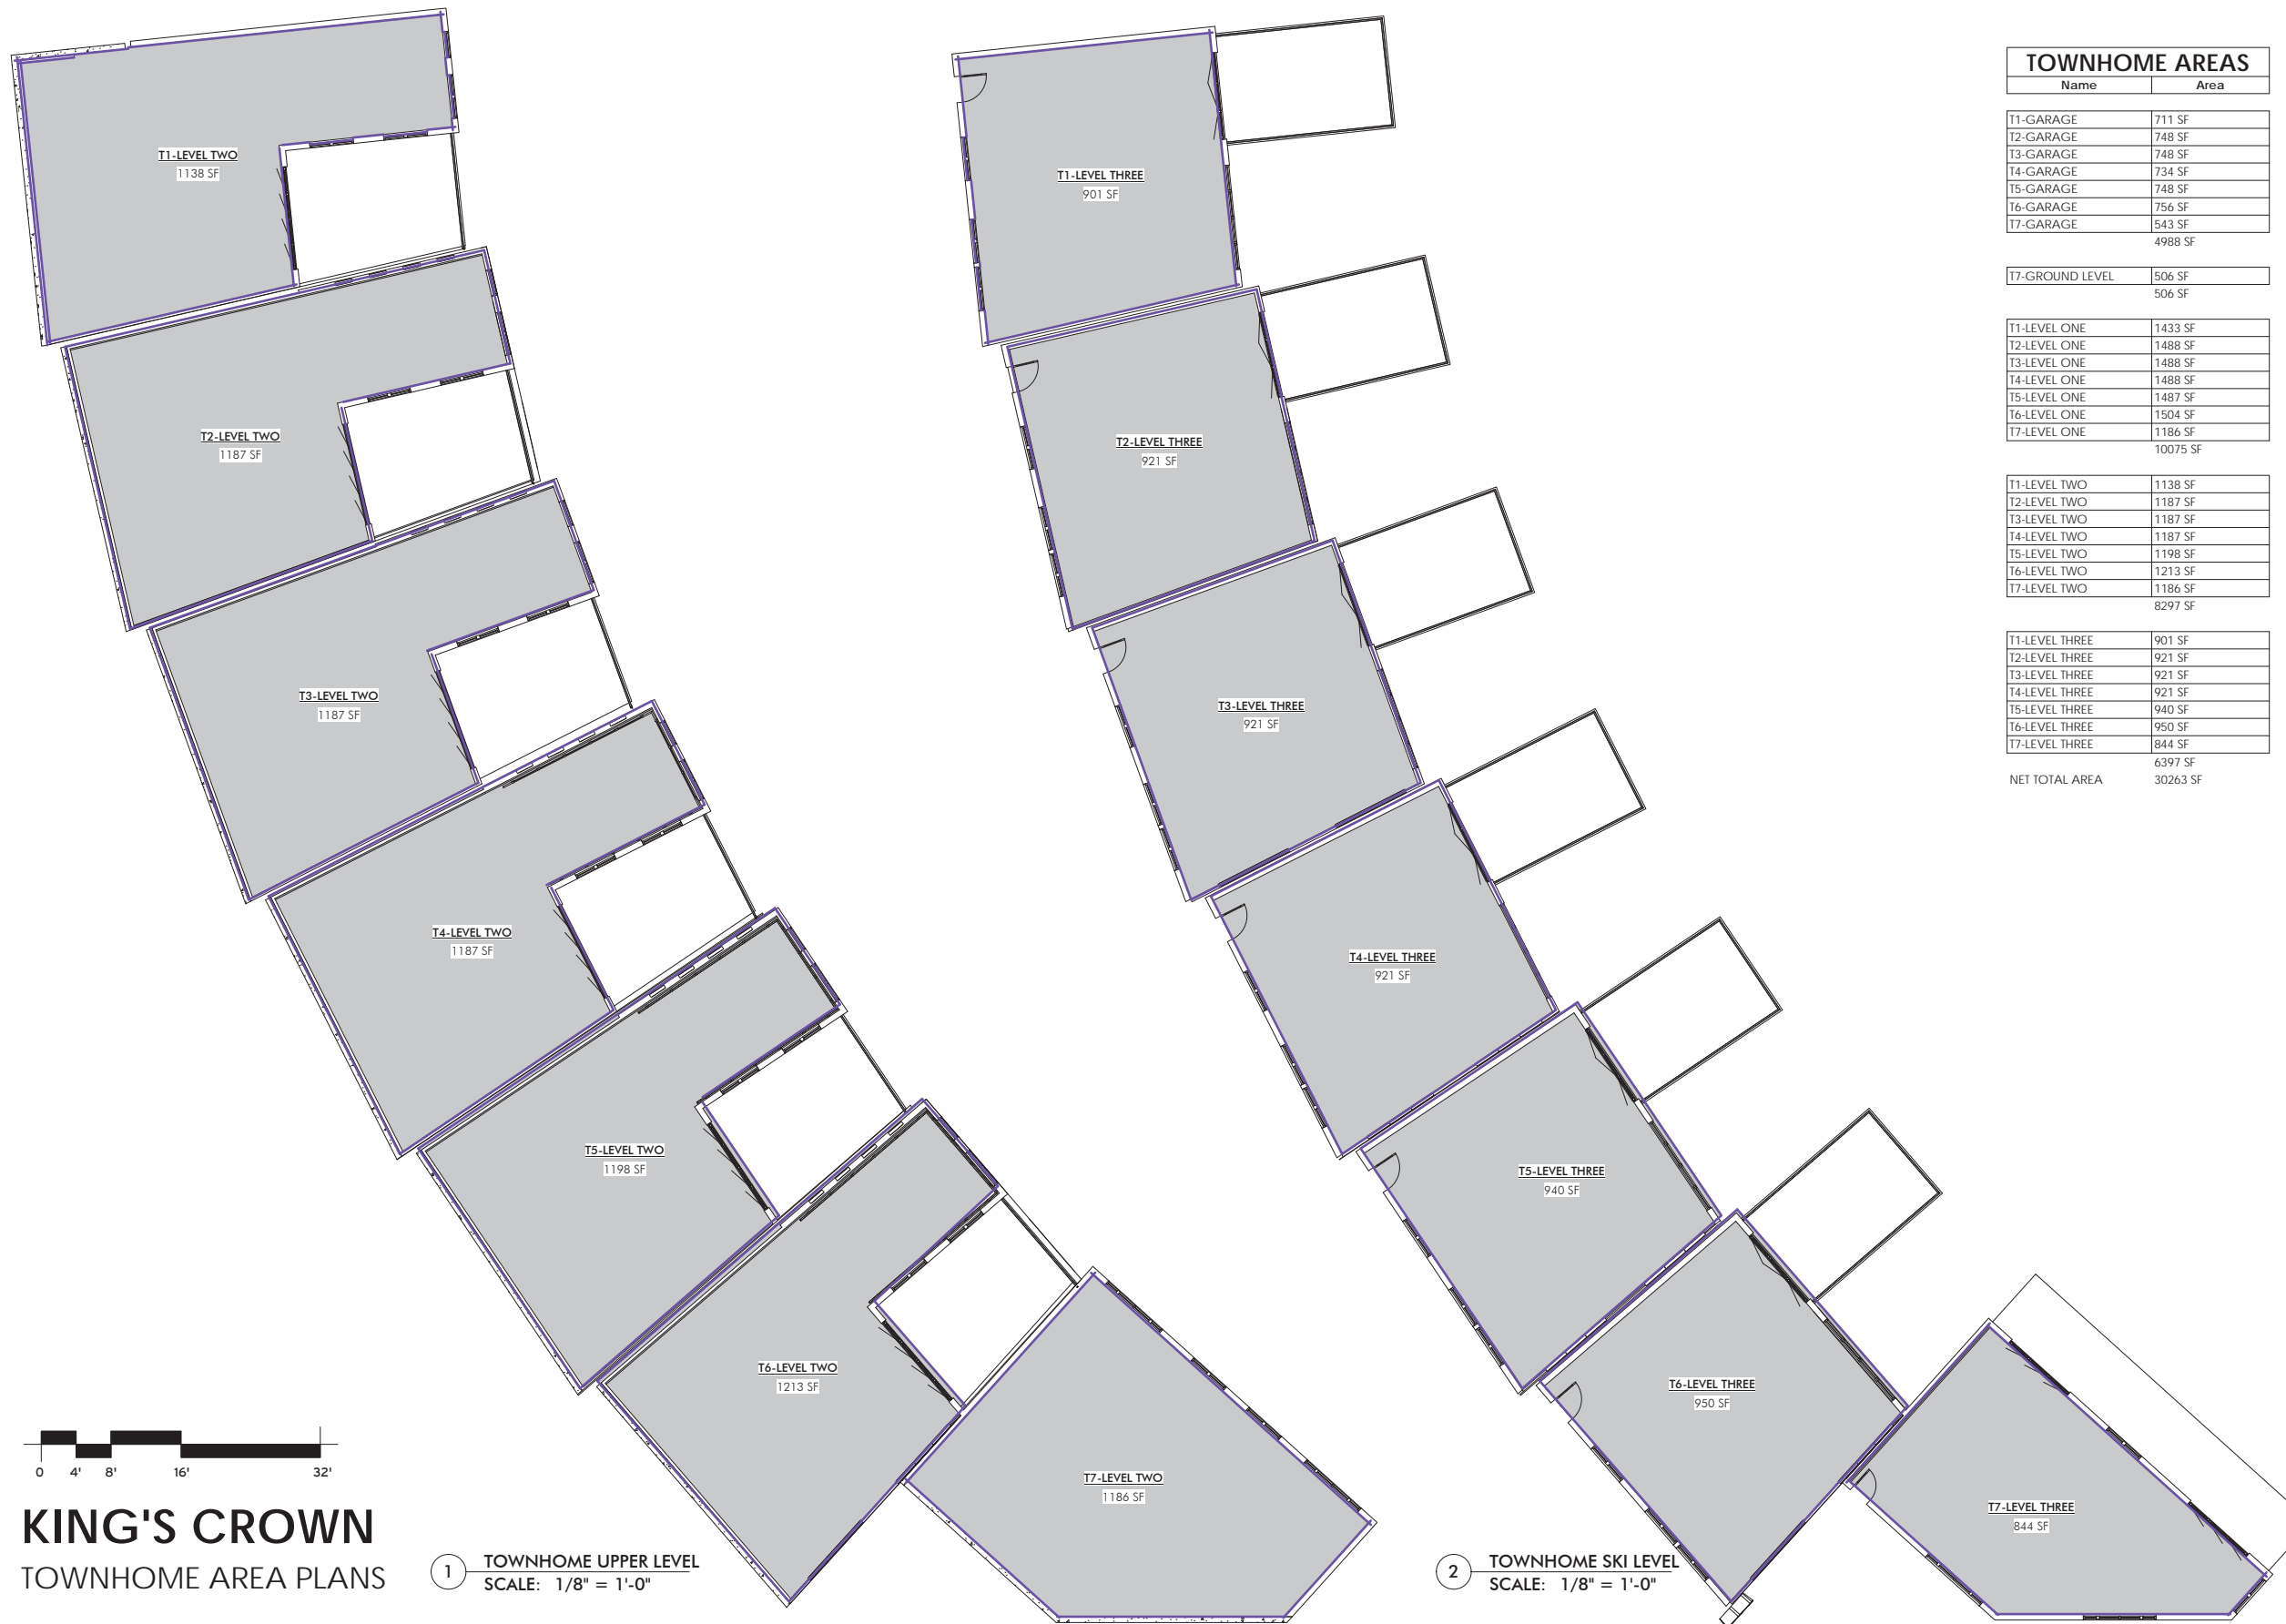 T1-LEVEL TWO
1138 SF
T2-LEVEL TWO
1187 SF
T3-LEVEL TWO
1187 SF
T4-LEVEL TWO
1187 SF
T5-LEVEL TWO
1198 SF
T6-LEVEL TWO
1213 SF
T7-LEVEL TWO
1186 SF
T1-LEVEL THREE
901 SF
T2-LEVEL THREE
921 SF
T3-LEVEL THREE
921 SF
T4-LEVEL THREE
921 SF
T5-LEVEL THREE
940 SF
T6-LEVEL THREE
950 SF
T7-LEVEL THREE
844 SF
TOWNHOME AREAS
Name Area
T1-GARAGE 711 SF
T2-GARAGE 748 SF
T3-GARAGE 748 SF
T4-GARAGE 734 SF
T5-GARAGE 748 SF
T6-GARAGE 756 SF
T7-GARAGE 543 SF
4988 SF
T7-GROUND LEVEL 506 SF
506 SF
T1-LEVEL ONE 1433 SF
T2-LEVEL ONE 1488 SF
T3-LEVEL ONE 1488 SF
T4-LEVEL ONE 1488 SF
T5-LEVEL ONE 1487 SF
T6-LEVEL ONE 1504 SF
T7-LEVEL ONE 1186 SF
10075 SF
T1-LEVEL TWO 1138 SF
T2-LEVEL TWO 1187 SF
T3-LEVEL TWO 1187 SF
T4-LEVEL TWO 1187 SF
T5-LEVEL TWO 1198 SF
T6-LEVEL TWO 1213 SF
T7-LEVEL TWO 1186 SF
8297 SF
T1-LEVEL THREE 901 SF
T2-LEVEL THREE 921 SF
T3-LEVEL THREE 921 SF
T4-LEVEL THREE 921 SF
T5-LEVEL THREE 940 SF
T6-LEVEL THREE 950 SF
T7-LEVEL THREE 844 SF
6397 SF
NET TOTAL AREA 30263 SF
0 4' 8' 16' 32'
KING'S CROWN
TOWNHOME AREA PLANS
1 TOWNHOME UPPER LEVEL
SCALE: 1/8" = 1'-0"
2 TOWNHOME SKI LEVEL
SCALE: 1/8" = 1'-0"